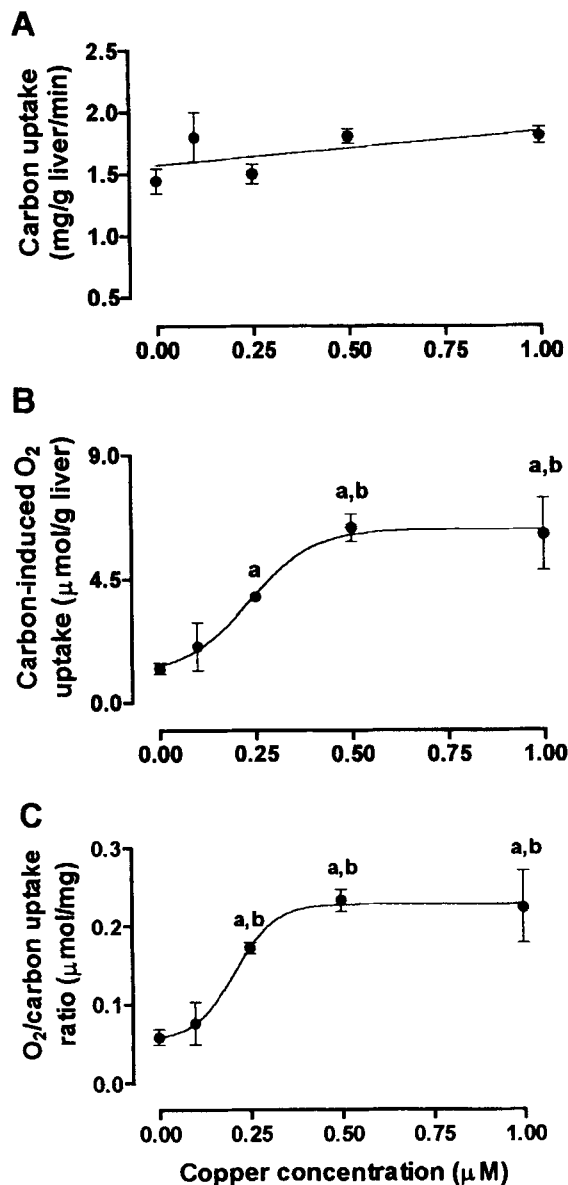 A
Carbon uptake
(mg/g liver/min)
2.5
2.0
1.5
1.0
0.5
0.00 0.25 0.50 0.75 1.00
B
Carbon-induced O₂
uptake (μmol/g liver)
9.0
4.5
0.0
a
a,b
a,b
0.00 0.25 0.50 0.75 1.00
C
O₂/carbon uptake
ratio (μmol/mg)
0.3
0.2
0.1
0.0
a,b
a,b
a,b
0.00 0.25 0.50 0.75 1.00
Copper concentration (μM)